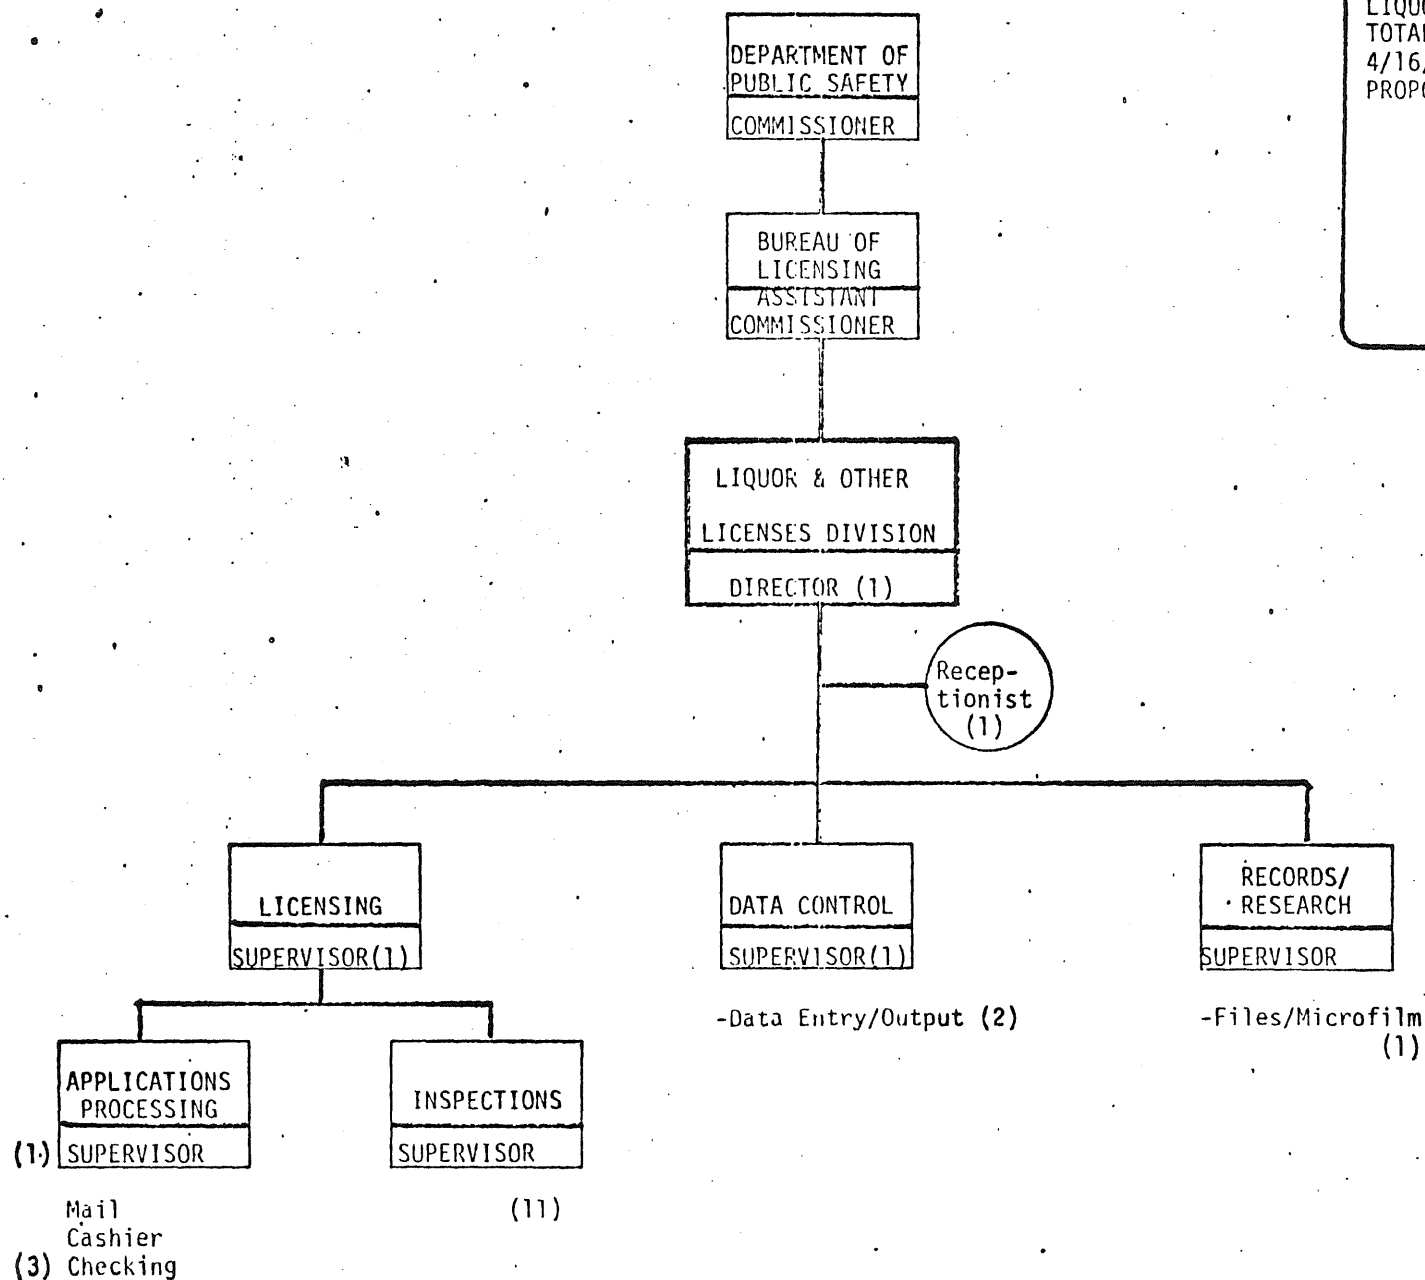 DEPARTMENT OF
PUBLIC SAFETY
COMMISSIONER
4/16,
BUREAU OF
LICENSING
ASSISTANT
COMMISSIONER
LIQUOR & OTHER
LICENSES DIVISION
DIRECTOR (1)
Recep-
tionist
(1)
LICENSING
SUPERVISOR(1)
DATA CONTROL
SUPERVISOR(1)
-Data Entry/Output (2)
RECORDS/
RESEARCH
SUPERVISOR
-Files/Microfilm
(1)
APPLICATIONS
PROCESSING
(1) SUPERVISOR
Mail
Cashier
(3) Checking
INSPECTIONS
SUPERVISOR
(11)